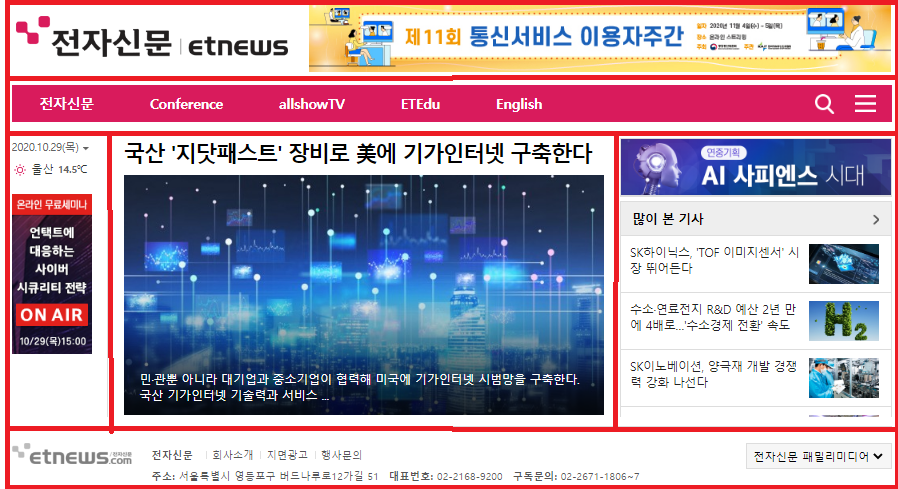 전자신문 etnews
제11회 통신서비스 이용자주간
일자 2020년 11월 4일(수) ~ 5일(목)
장소 온라인 스트리밍
주최
주관
전자신문 Conference allshowTV ETEdu English
2020.10.29(목)
울산 14.5℃
온라인 무료세미나
언택트에
대응하는
사이버
시큐리티 전략
ON AIR
10/29(목)15:00
국산 '지닷패스트' 장비로 美에 기가인터넷 구축한다
민·관뿐 아니라 대기업과 중소기업이 협력해 미국에 기가인터넷 시범망을 구축한다.
국산 기가인터넷 기술력과 서비스 ...
연중기획
AI 사피엔스 시대
많이 본 기사
SK하이닉스, 'TOF 이미지센서' 시
장 뛰어든다
수소·연료전지 R&D 예산 2년 만
에 4배로...'수소경제 전환' 속도
H2
SK이노베이션, 양극재 개발 경쟁
력 강화 나선다
etnews.com 전자신문
전자신문 회사소개 지면광고 행사문의
주소: 서울특별시 영등포구 버드나루로12가길 51 대표번호: 02-2168-9200 구독문의: 02-2671-1806~7
전자신문 패밀리미디어